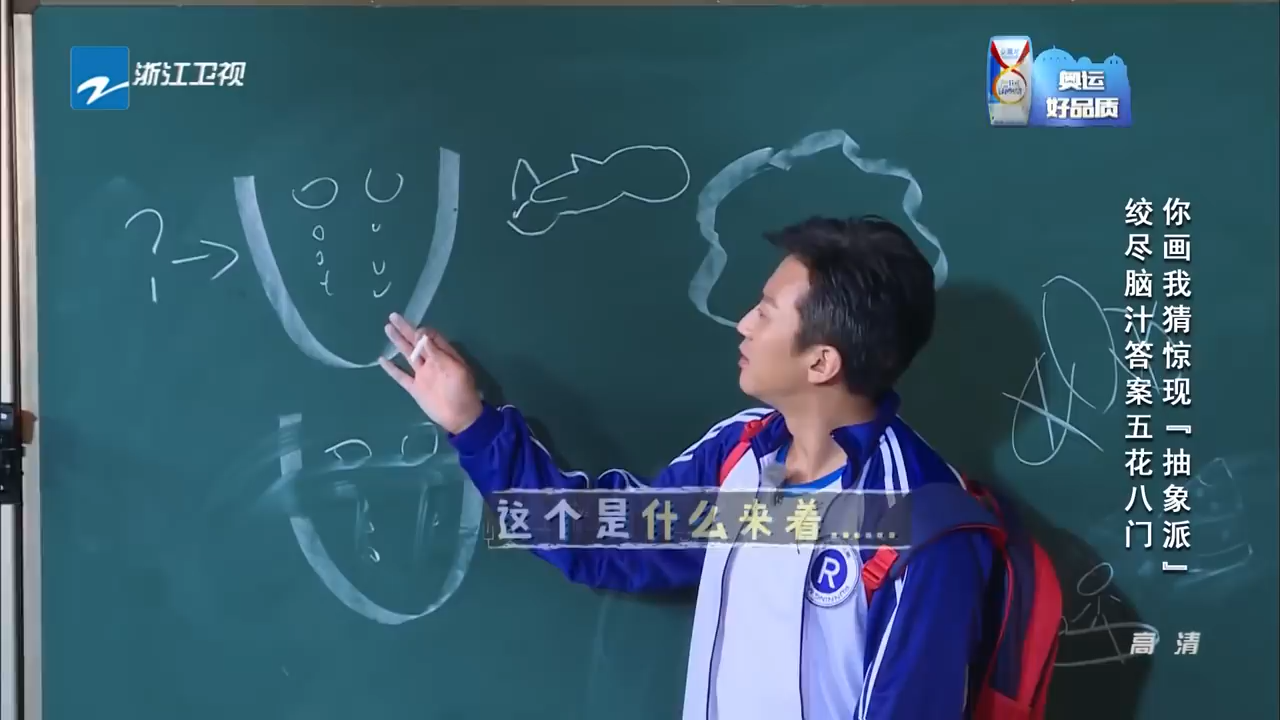 浙江卫视
奥运
好品质
你画我猜惊现『抽象派』
绞尽脑汁答案五花八门
?
这个是什么来着
R
RUNNING
高清